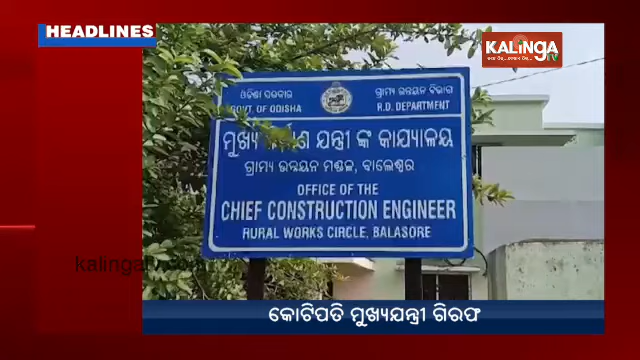 HEADLINES
KALINGA TV
ଓଡ଼ିଶା ସରକାର
GOVT. OF ODISHA
ଗ୍ରାମ୍ୟ ଉନ୍ନୟନ ବିଭାଗ
R.D. DEPARTMENT
ମୁଖ୍ୟ ଯନ୍ତ୍ରୀ ଙ୍କ କାର୍ଯ୍ୟାଳୟ
ଗ୍ରାମ୍ୟ ଉନ୍ନୟନ ମଣ୍ଡଳ, ବାଲେଶ୍ୱର
OFFICE OF THE
CHIEF CONSTRUCTION ENGINEER
RURAL WORKS CIRCLE, BALASORE
kalingatv.com
କୋଟିପତି ମୁଖ୍ୟଯନ୍ତ୍ରୀ ଗିରଫ